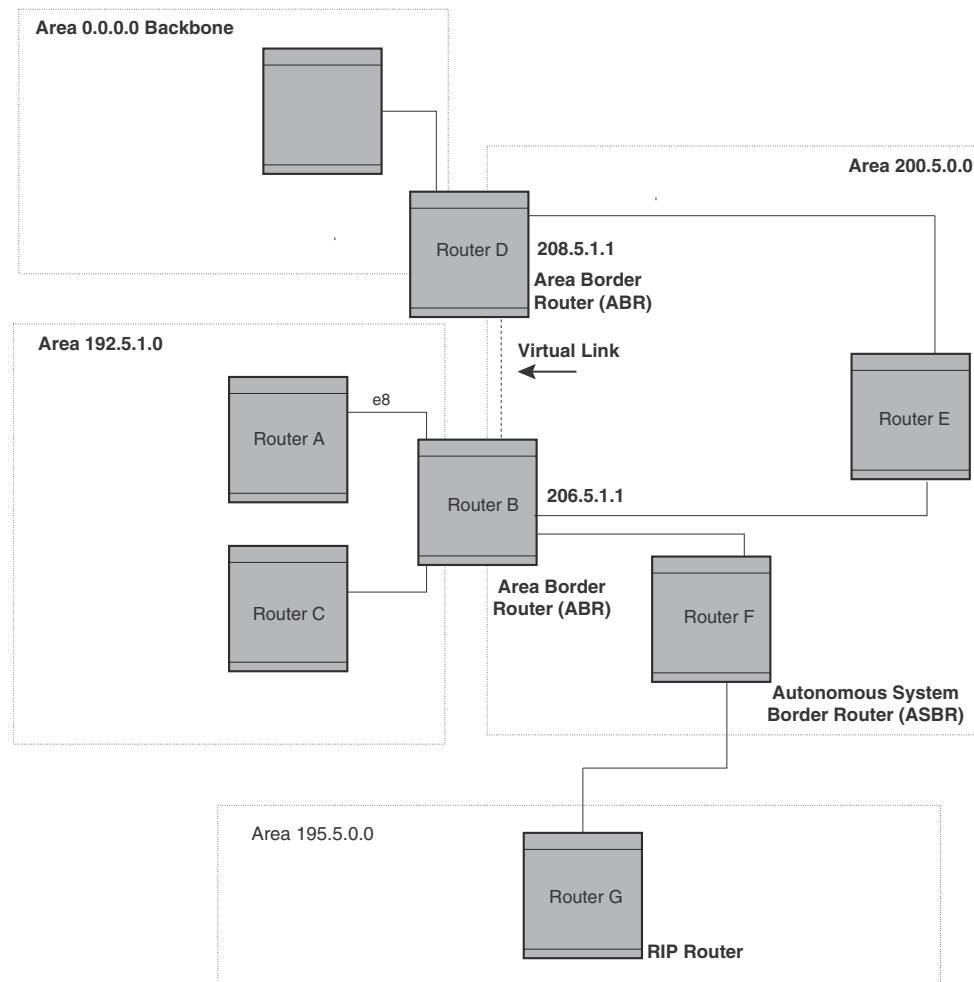 Area 0.0.0.0 Backbone
Area 200.5.0.0
Router D
208.5.1.1
Area Border
Router (ABR)
Area 192.5.1.0
Virtual Link
e8
Router A
Router E
Router B
206.5.1.1
Area Border
Router (ABR)
Router C
Router F
Autonomous System
Border Router (ASBR)
Area 195.5.0.0
Router G
RIP Router